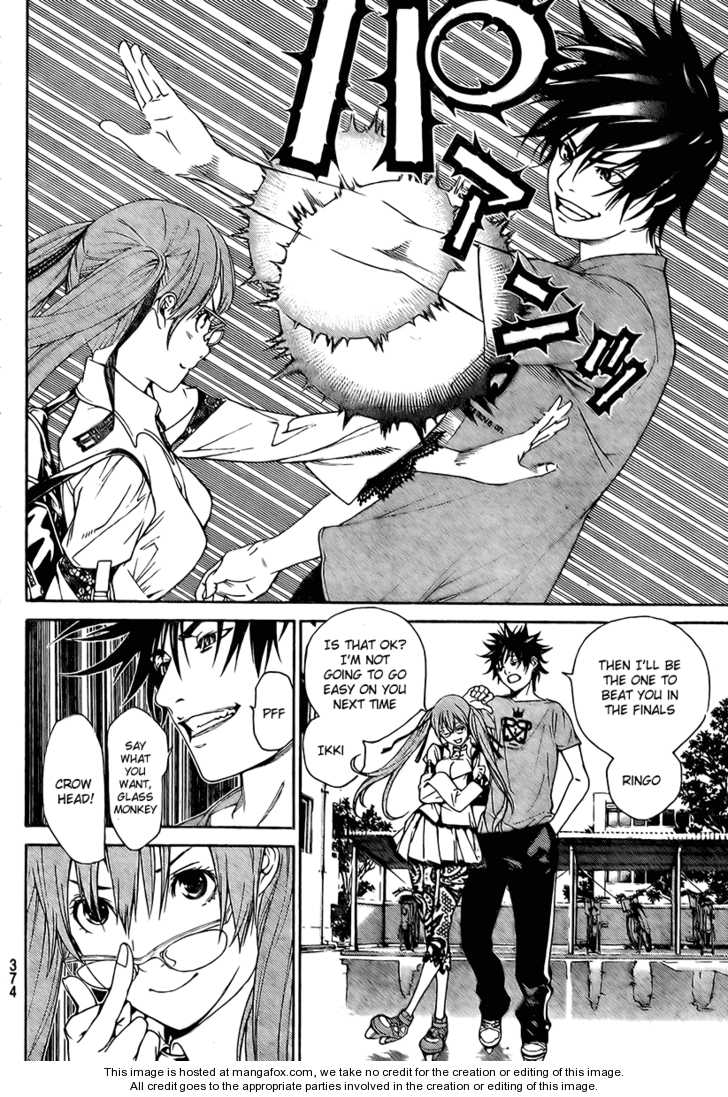 パァンッ
THEN I'LL BE
THE ONE TO
BEAT YOU IN
THE FINALS
RINGO
IS THAT OK?
I'M NOT
GOING TO GO
EASY ON YOU
NEXT TIME
IKKI
PFF
SAY
WHAT
YOU
WANT,
GLASS
MONKEY
CROW
HEAD!
374
This image is hosted at mangafox.com, we take no credit for the creation or editing of this image.
All credit goes to the appropriate parties involved in the creation or editing of this image.